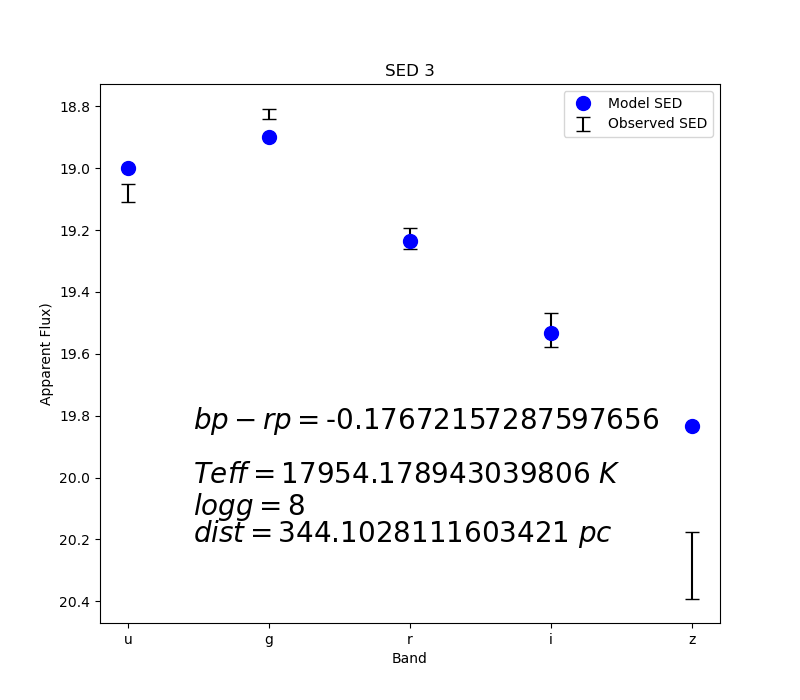 SED 3
Model SED
Observed SED
18.8
19.0
19.2
19.4
19.6
19.8
20.0
20.2
20.4
Apparent Flux)
bp − rp = -0.17672157287597656
Teff = 17954.178943039806 K
logg = 8
dist = 344.1028111603421 pc
u g r i z
Band